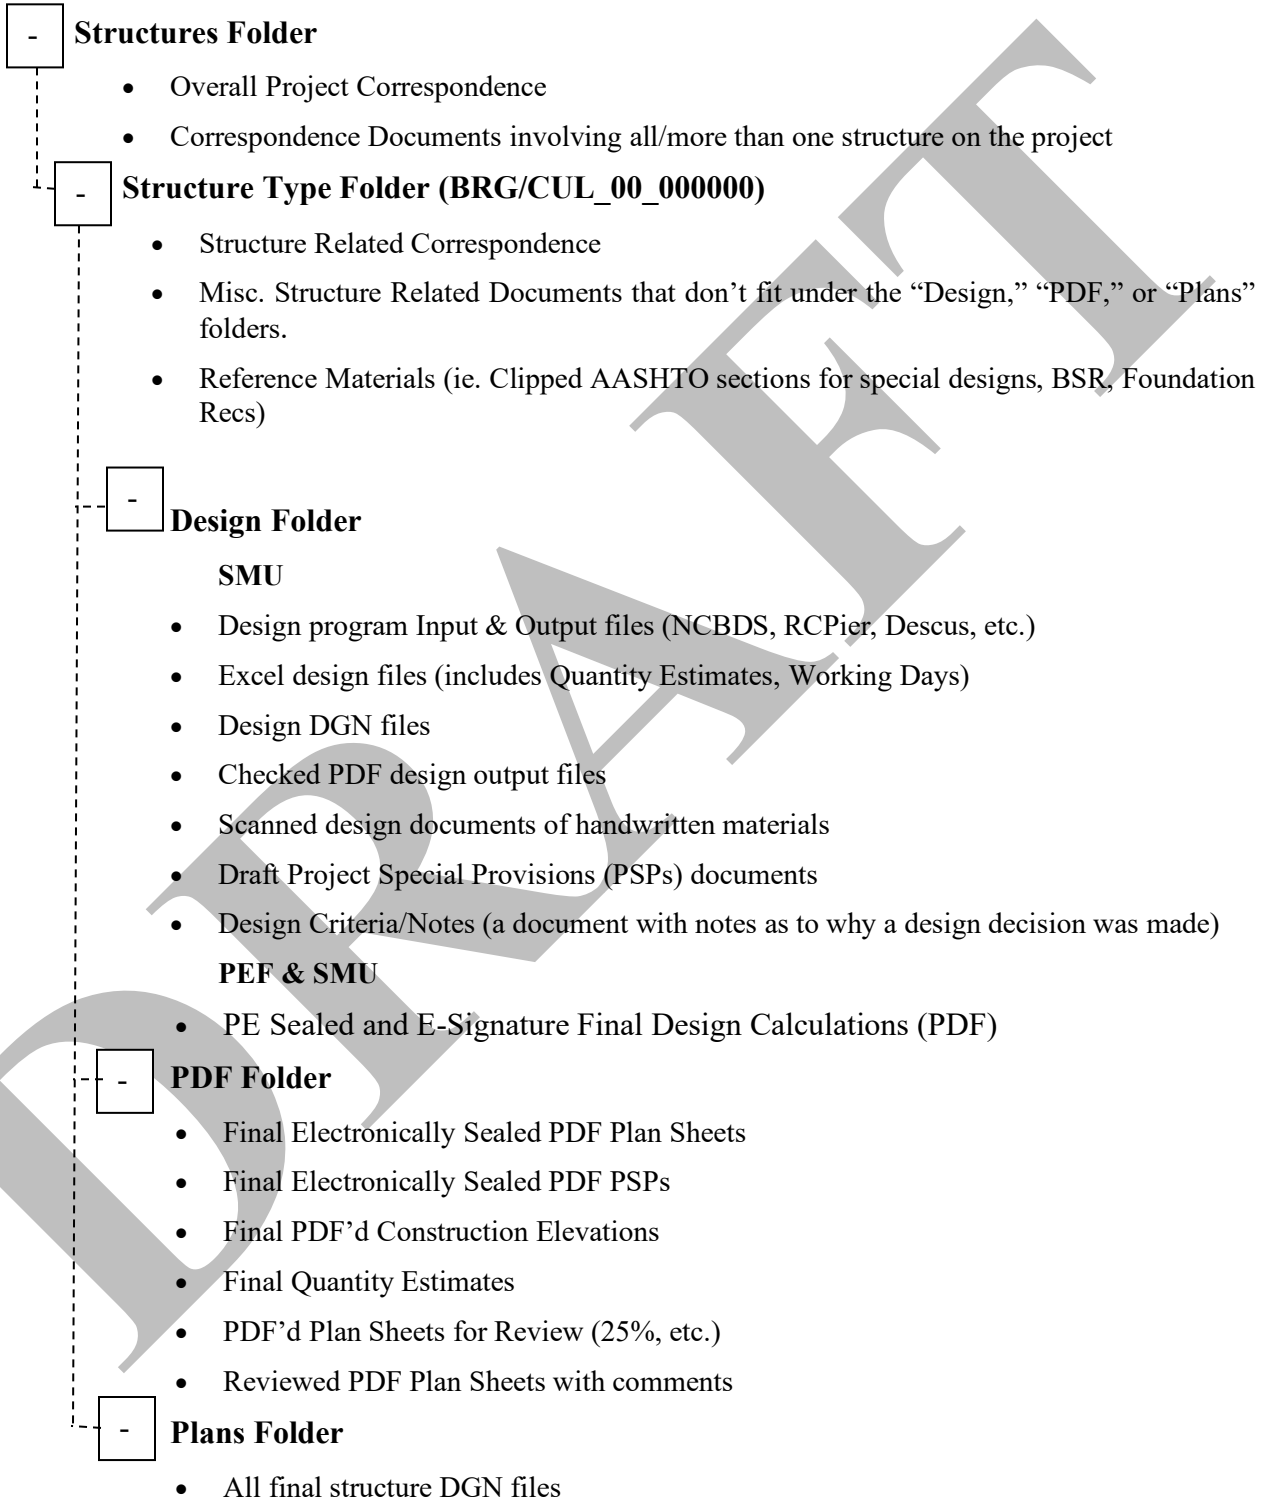 - Structures Folder
• Overall Project Correspondence
• Correspondence Documents involving all/more than one structure on the project
- Structure Type Folder (BRG/CUL_00_000000)
• Structure Related Correspondence
• Misc. Structure Related Documents that don’t fit under the “Design,” “PDF,” or “Plans”
folders.
• Reference Materials (ie. Clipped AASHTO sections for special designs, BSR, Foundation
Recs)
- Design Folder
SMU
• Design program Input & Output files (NCBDS, RCPier, Descus, etc.)
• Excel design files (includes Quantity Estimates, Working Days)
• Design DGN files
• Checked PDF design output files
• Scanned design documents of handwritten materials
• Draft Project Special Provisions (PSPs) documents
• Design Criteria/Notes (a document with notes as to why a design decision was made)
PEF & SMU
• PE Sealed and E-Signature Final Design Calculations (PDF)
- PDF Folder
• Final Electronically Sealed PDF Plan Sheets
• Final Electronically Sealed PDF PSPs
• Final PDF’d Construction Elevations
• Final Quantity Estimates
• PDF’d Plan Sheets for Review (25%, etc.)
• Reviewed PDF Plan Sheets with comments
- Plans Folder
• All final structure DGN files
DRAFT